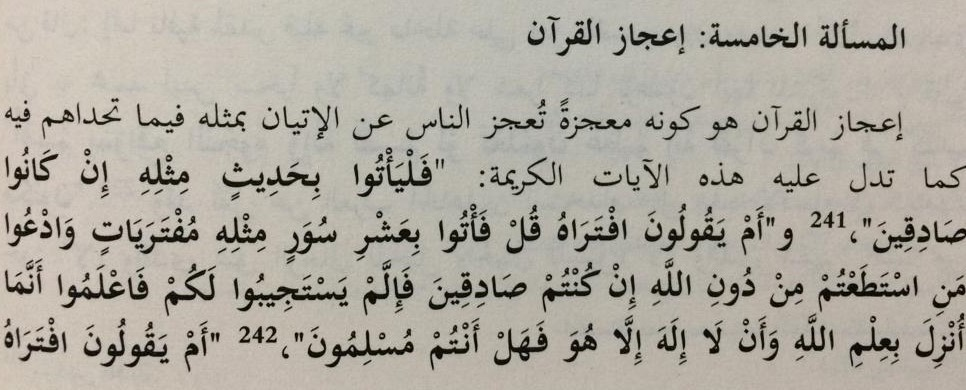 المسألة الخامسة: إعجاز القرآن
إعجاز القرآن هو كونه معجزةً تُعجز الناس عن الإتيان بمثله فيما تحداهم فيه
كما تدل عليه هذه الآيات الكريمة: "فَلْيَأْتُوا بِحَدِيثٍ مِثْلِهِ إِنْ كَانُوا
صَادِقِينَ"،241 و"أَمْ يَقُولُونَ افْتَرَاهُ قُلْ فَأْتُوا بِعَشْرِ سُوَرٍ مِثْلِهِ مُفْتَرَيَاتٍ وَادْعُوا
مَنِ اسْتَطَعْتُمْ مِنْ دُونِ اللَّهِ إِنْ كُنْتُمْ صَادِقِينَ فَإِلَّمْ يَسْتَجِيبُوا لَكُمْ فَاعْلَمُوا أَنَّمَا
أُنْزِلَ بِعِلْمِ اللَّهِ وَأَنْ لَا إِلَهَ إِلَّا هُوَ فَهَلْ أَنْتُمْ مُسْلِمُونَ"،242 "أَمْ يَقُولُونَ افْتَرَاهُ